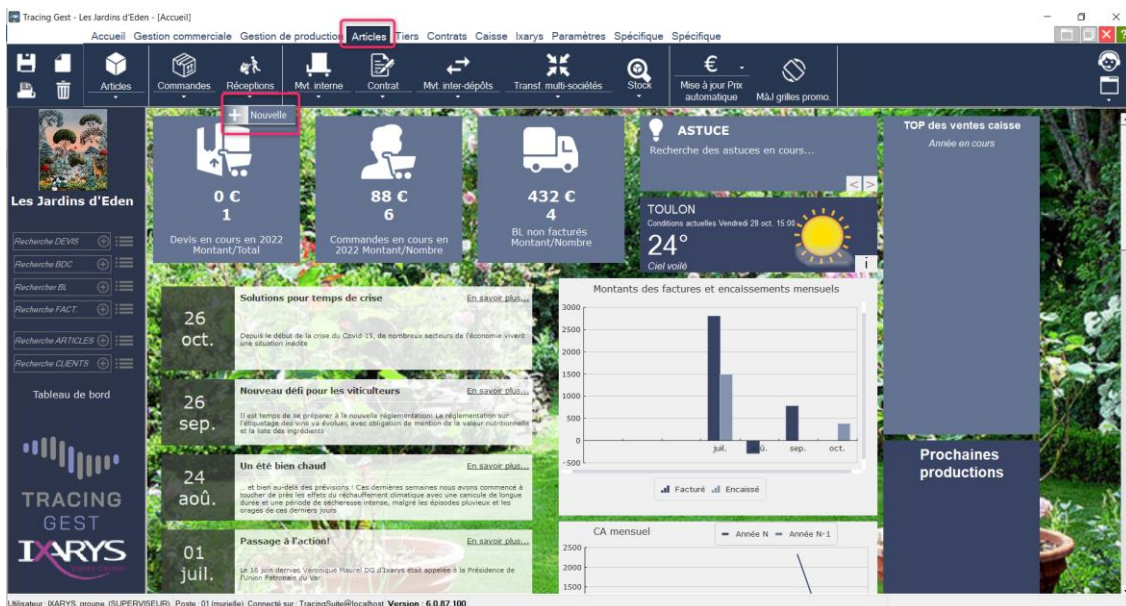 Tracing Gest - Les Jardins d'Eden - [Accueil]
Accueil Gestion commerciale Gestion de production Articles Tiers Contrats Caisse Ixarys Paramètres Spécifique Spécifique
Articles Commandes Réceptions Mvt. interne Contrat Mvt. inter-dépôts Transf. multi-sociétés Stock Mise à jour Prix automatique MàJ grilles promo.
+ Nouvelle
Les Jardins d'Eden
Recherche DEVIS
Recherche BDC
Rechercher BL
Recherche FACT.
Recherche ARTICLES
Recherche CLIENTS
Tableau de bord
TRACING
GEST
IXARYS
0 €
1
Devis en cours en 2022
Montant/Total
88 €
6
Commandes en cours en
2022 Montant/Nombre
432 €
4
BL non facturés
Montant/Nombre
ASTUCE
Recherche des astuces en cours...
< >
TOULON
Conditions actuelles Vendredi 28 oct. 15:00
24°
Ciel voilé
i
TOP des ventes caisse
Année en cours
26
oct.
Solutions pour temps de crise
En savoir plus...
Depuis le début de la crise du Covid-19, de nombreux secteurs de l'économie vivent
une situation inédite
26
sep.
Nouveau défi pour les viticulteurs
En savoir plus...
Il est temps de se préparer à la nouvelle réglementation! La réglementation sur
l'étiquetage des vins va évoluer, avec obligation de mention de la valeur nutritionnelle
et la liste des ingrédients
24
aoû.
Un été bien chaud
En savoir plus...
... et bien au-delà des prévisions ! Ces dernières semaines nous avons commencé à
toucher de près les effets du réchauffement climatique avec une canicule de longue
durée et une période de sécheresse intense, malgré les épisodes pluvieux et les
orages de ces derniers jours
01
juil.
Passage à l'action!
En savoir plus...
Le 16 juin dernier, Véronique Maurel DG d'Ixarys était appelée à la Présidence de
l'Union Patronale du Var
Montants des factures et encaissements mensuels
3000
2500
2000
1500
1000
500
0
-500
juil. aoû. sep. oct.
Facturé Encaissé
CA mensuel
Année N Année N-1
2500
2000
1500
Prochaines
productions
Utilisateur : IXARYS groupe (SUPERVISEUR) Poste : 01 (murielle) Connecté sur : TracingSuite@localhost Version : 6.0.87.100